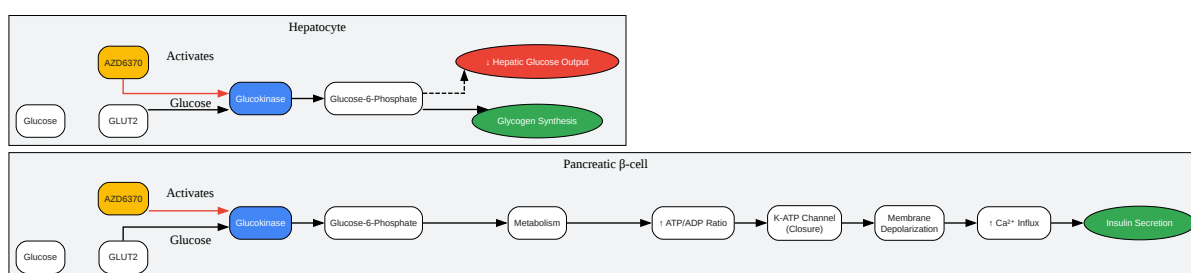 Hepatocyte
AZD6370
Activates
↓ Hepatic Glucose Output
Glucose
Glucokinase
Glucose-6-Phosphate
Glucose
GLUT2
Glycogen Synthesis
Pancreatic β-cell
AZD6370
Activates
Glucokinase
Glucose-6-Phosphate
Metabolism
↑ ATP/ADP Ratio
K-ATP Channel
(Closure)
Membrane
Depolarization
↑ Ca²⁺ Influx
Insulin Secretion
Glucose
Glucose
GLUT2